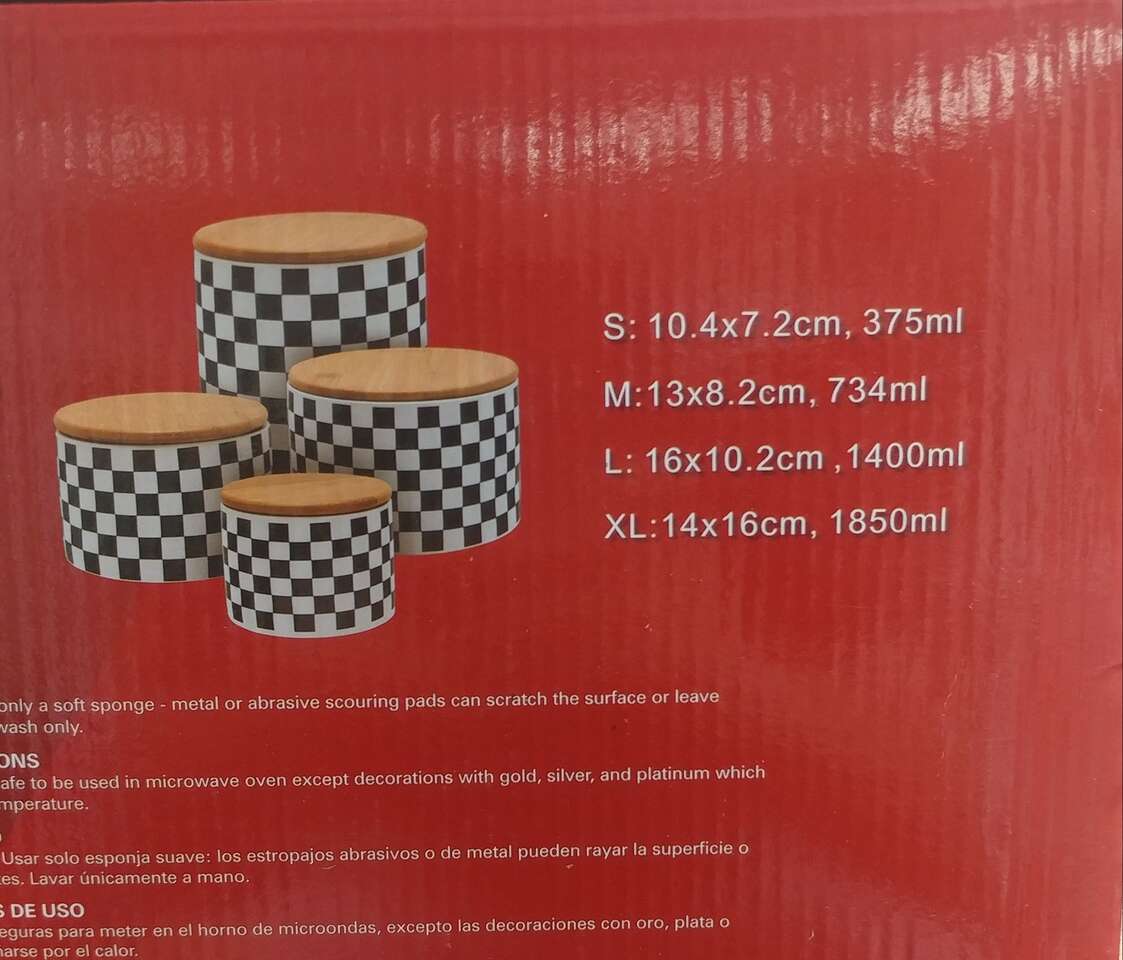 S: 10.4x7.2cm, 375ml
M:13x8.2cm, 734ml
L: 16x10.2cm ,1400ml
XL:14x16cm, 1850ml
only a soft sponge - metal or abrasive scouring pads can scratch the surface or leave
wash only.
ONS
afe to be used in microwave oven except decorations with gold, silver, and platinum which
mperature.
Usar solo esponja suave: los estropajos abrasivos o de metal pueden rayar la superficie o
es. Lavar únicamente a mano.
S DE USO
eguras para meter en el horno de microondas, excepto las decoraciones con oro, plata o
arse por el calor.